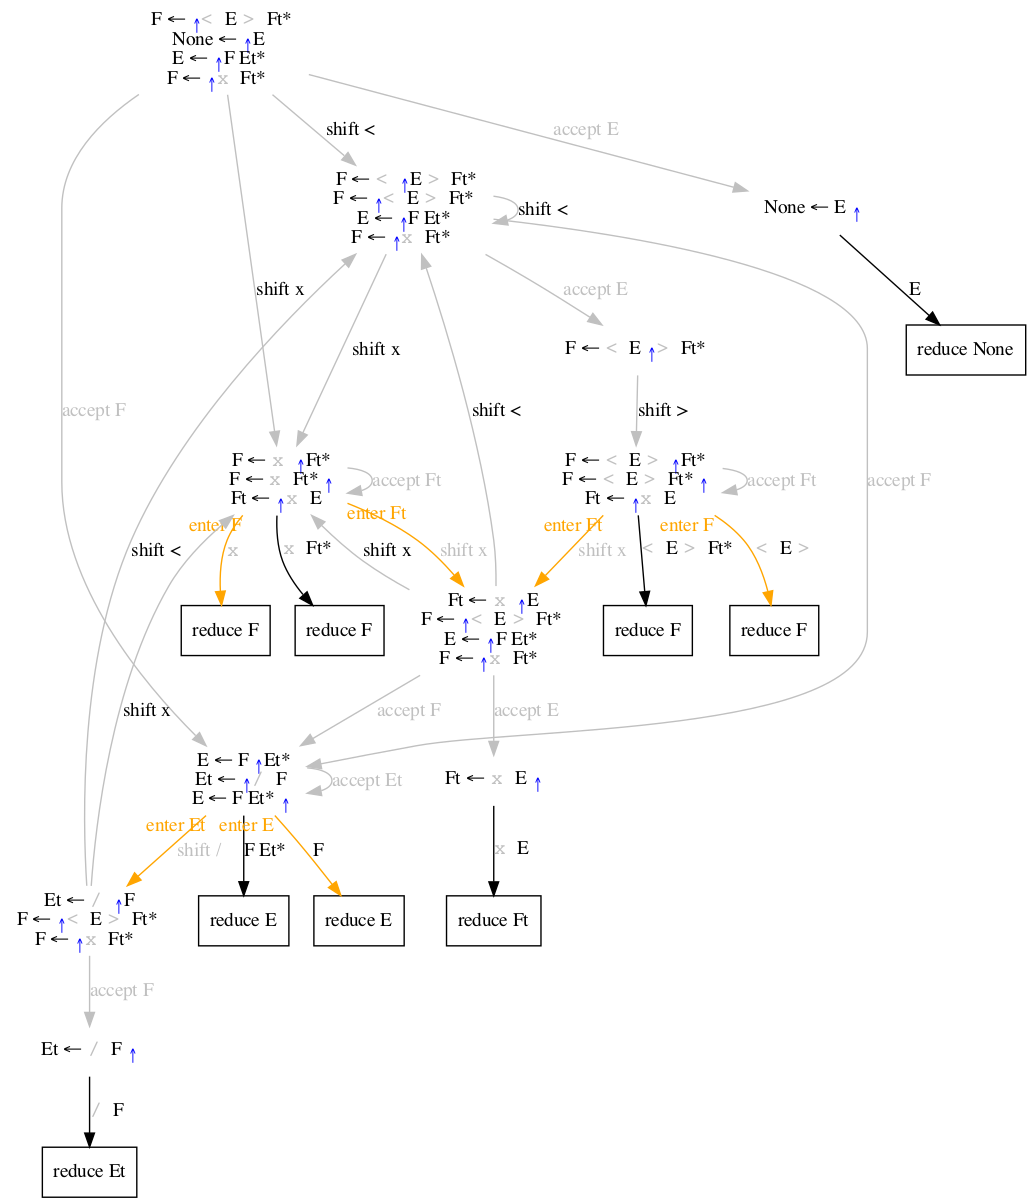 F ← ↑< E > Ft*
None ← ↑E
E ← ↑F Et*
F ← ↑x Ft*
shift <
accept E
F ← < ↑E > Ft*
F ← ↑< E > Ft*
E ← ↑F Et*
F ← ↑x Ft*
shift <
None ← E ↑
shift x
accept E
E
shift x
F ← < E ↑> Ft*
reduce None
accept F
shift <
shift >
F ← x ↑Ft*
F ← x Ft* ↑
Ft ← ↑x E
accept Ft
F ← < E > ↑Ft*
F ← < E > Ft* ↑
Ft ← ↑x E
accept Ft
accept F
enter F
x
x Ft*
enter Ft
shift x
shift <
shift x
enter Ft
shift x
< E > Ft*
enter F
< E >
reduce F
reduce F
Ft ← x ↑E
F ← ↑< E > Ft*
E ← ↑F Et*
F ← ↑x Ft*
reduce F
reduce F
shift x
accept F
accept E
E ← F ↑Et*
Et ← ↑/ F
E ← F Et* ↑
accept Et
Ft ← x E ↑
enter Et
shift /
F Et*
enter E
F
x E
Et ← / ↑F
F ← ↑< E > Ft*
F ← ↑x Ft*
reduce E
reduce E
reduce Ft
accept F
Et ← / F ↑
/ F
reduce Et